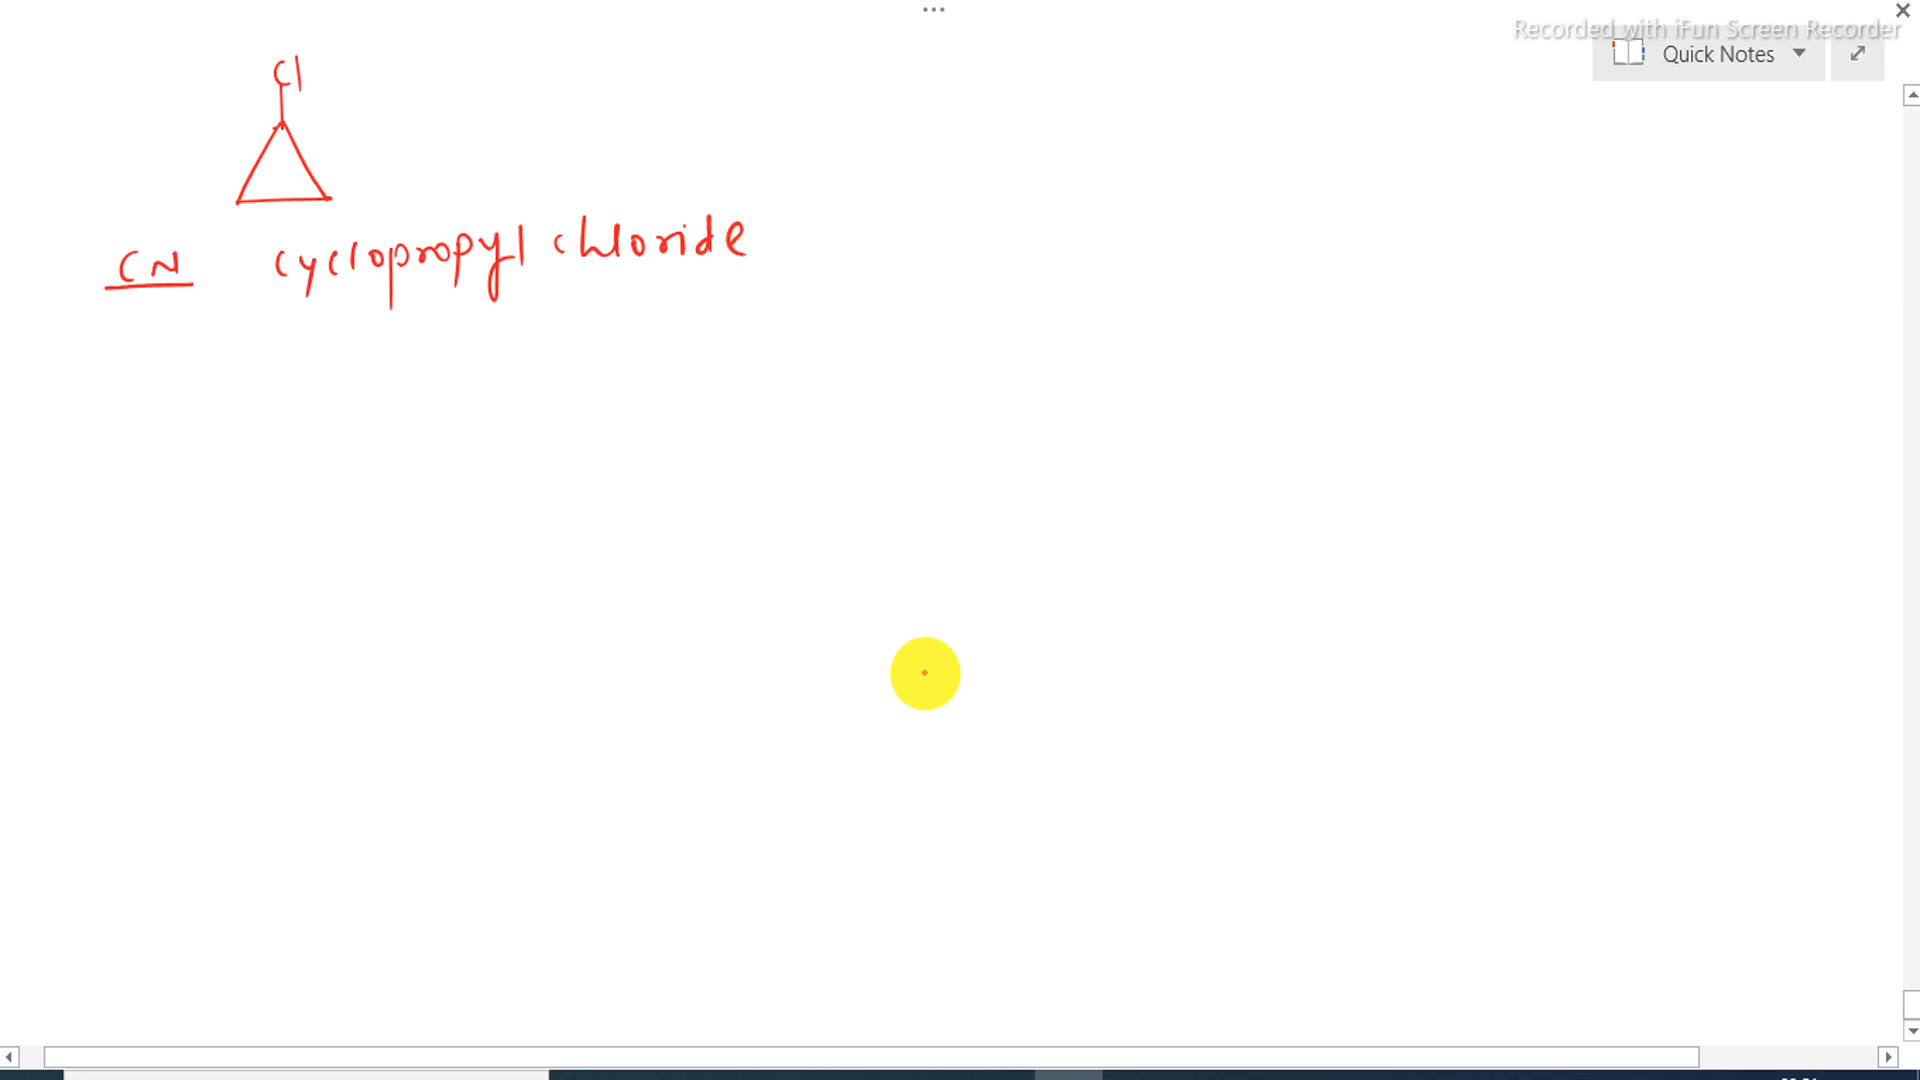 Recorded with iFun Screen Recorder
Quick Notes
Cl
CN cyclopropyl chloride